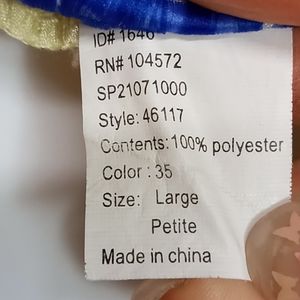 ID# 1646
RN# 104572
SP21071000
Style: 46117
Contents: 100% polyester
Color : 35
Size: Large
Petite
Made in china